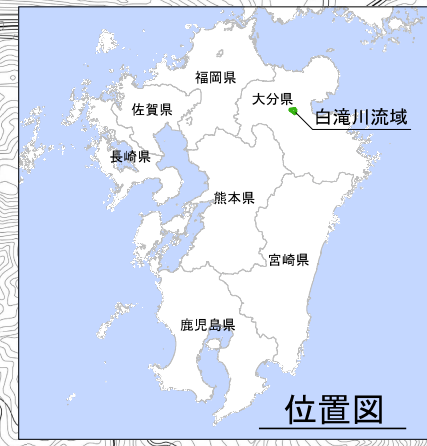 福岡県
大分県
佐賀県
白滝川流域
長崎県
熊本県
宮崎県
鹿児島県
位置図